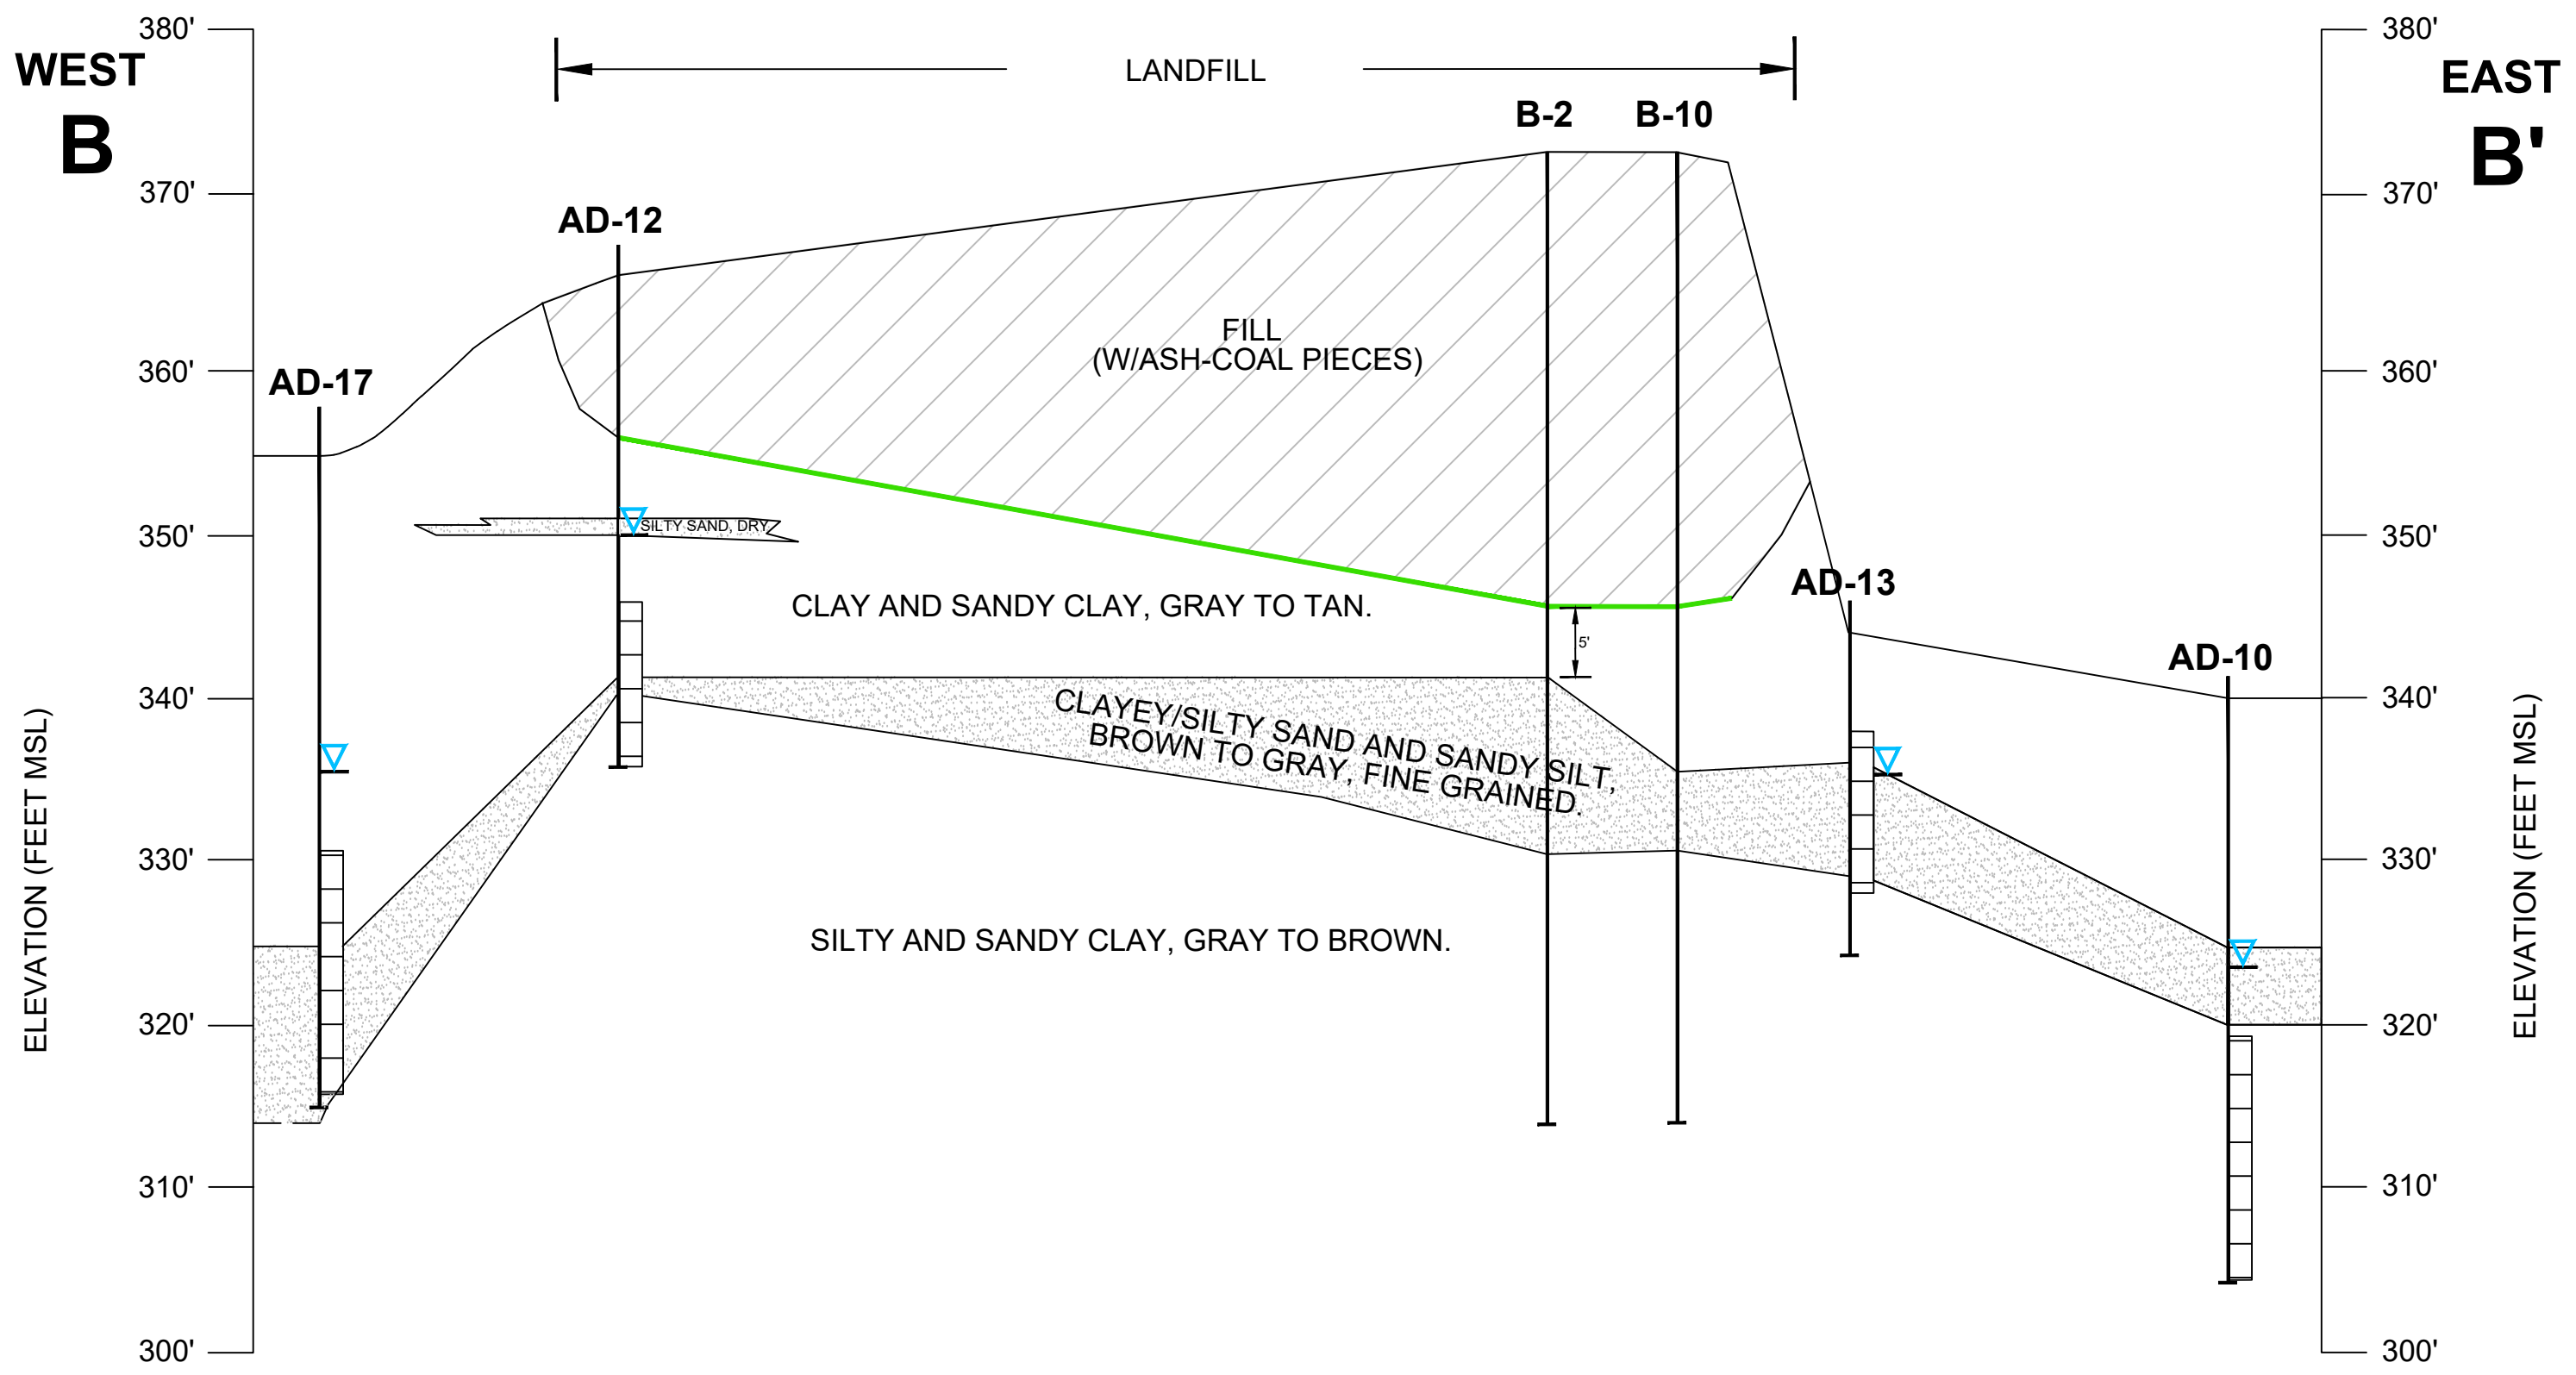 380'
380'
WEST
LANDFILL
EAST
B
B-2
B-10
B'
370'
370'
AD-12
FILL
(W/ASH-COAL PIECES)
360'
360'
AD-17
SILTY SAND, DRY
350'
350'
AD-13
CLAY AND SANDY CLAY, GRAY TO TAN.
5'
AD-10
340'
340'
CLAYEY/SILTY SAND AND SANDY SILT,
BROWN TO GRAY, FINE GRAINED.
ELEVATION (FEET MSL)
ELEVATION (FEET MSL)
330'
330'
SILTY AND SANDY CLAY, GRAY TO BROWN.
320'
320'
310'
310'
300'
300'